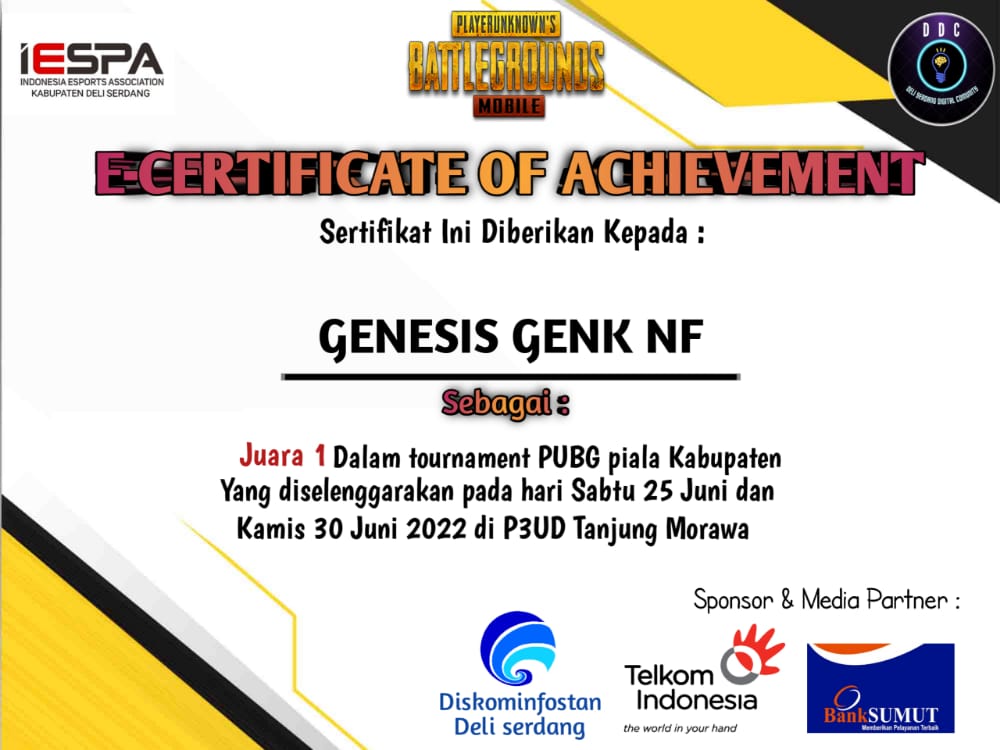 iESPA
INDONESIA ESPORTS ASSOCIATION
KABUPATEN DELI SERDANG
PLAYERUNKNOWN'S
BATTLEGROUNDS
MOBILE
DDC
DELI SERDANG DIGITAL COMUNITY
E-CERTIFICATE OF ACHIEVEMENT
Sertifikat Ini Diberikan Kepada :
GENESIS GENK NF
Sebagai :
Juara 1 Dalam tournament PUBG piala Kabupaten
Yang diselenggarakan pada hari Sabtu 25 Juni dan
Kamis 30 Juni 2022 di P3UD Tanjung Morawa
Sponsor & Media Partner :
Diskominfostan
Deli serdang
Telkom
Indonesia
the world in your hand
BankSUMUT
Memberikan Pelayanan Terbaik